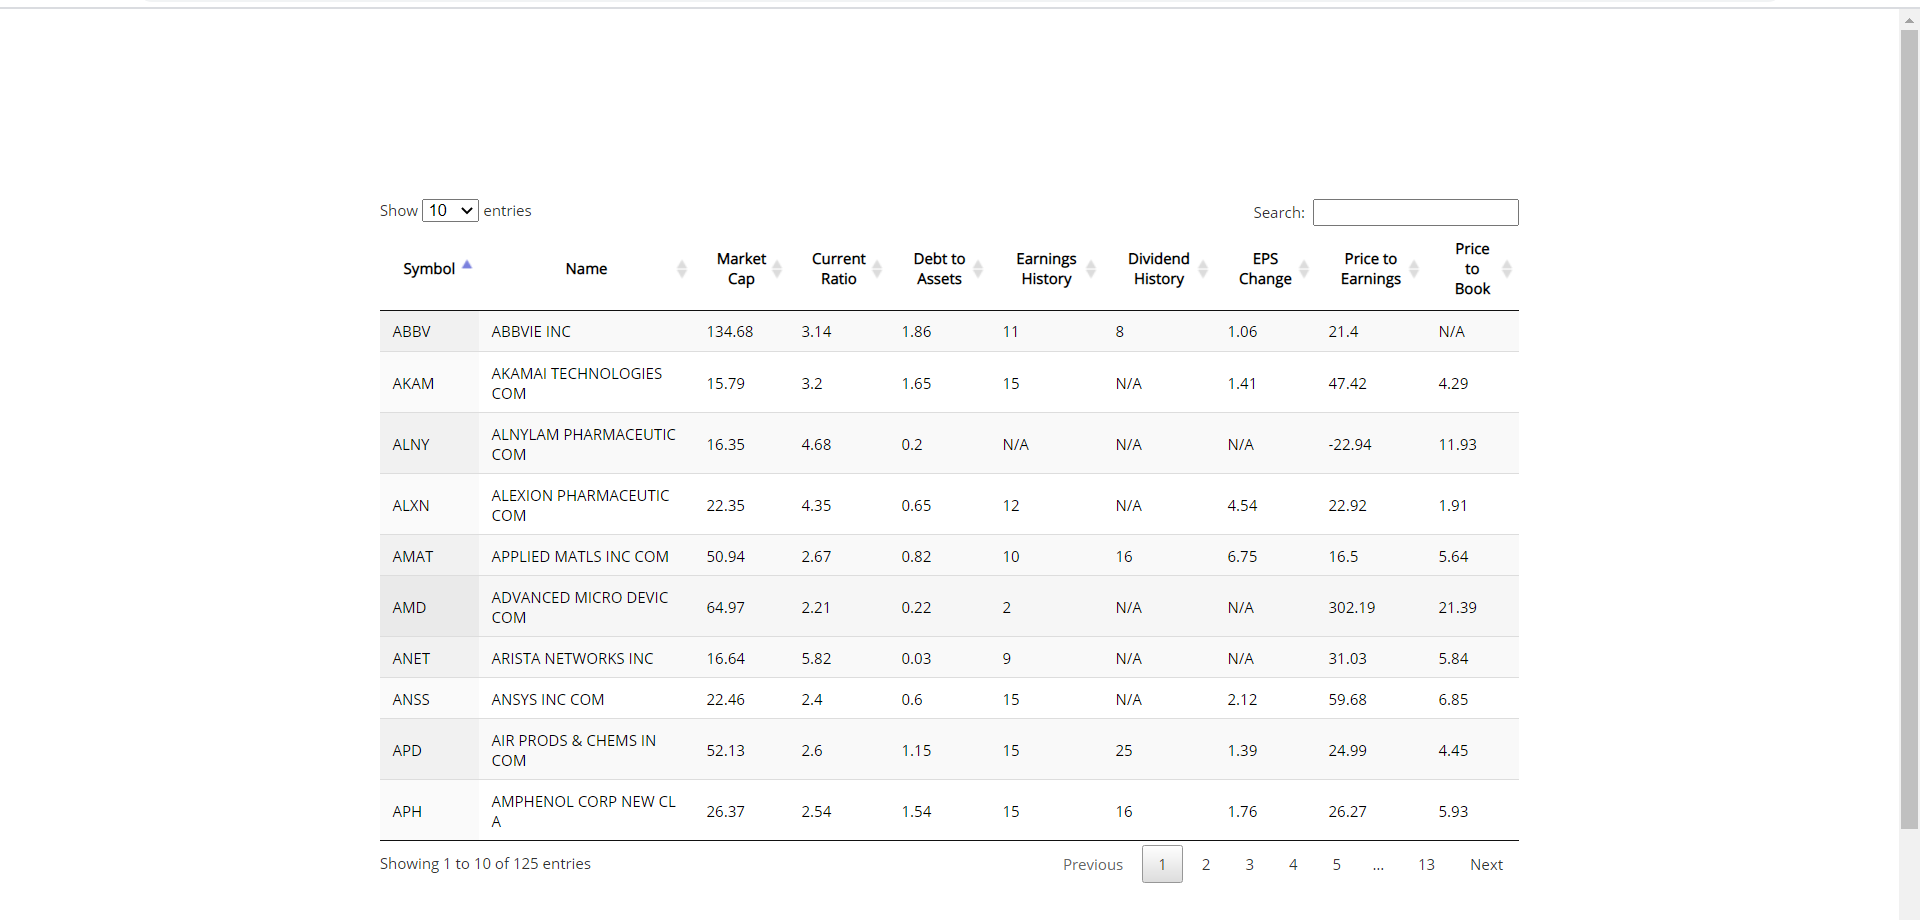 Show 10 entries Search:
Symbol Name Market Cap Current Ratio Debt to Assets Earnings History Dividend History EPS Change Price to Earnings Price to Book
ABBV ABBVIE INC 134.68 3.14 1.86 11 8 1.06 21.4 N/A
AKAM AKAMAI TECHNOLOGIES COM 15.79 3.2 1.65 15 N/A 1.41 47.42 4.29
ALNY ALNYLAM PHARMACEUTIC COM 16.35 4.68 0.2 N/A N/A N/A -22.94 11.93
ALXN ALEXION PHARMACEUTIC COM 22.35 4.35 0.65 12 N/A 4.54 22.92 1.91
AMAT APPLIED MATLS INC COM 50.94 2.67 0.82 10 16 6.75 16.5 5.64
AMD ADVANCED MICRO DEVIC COM 64.97 2.21 0.22 2 N/A N/A 302.19 21.39
ANET ARISTA NETWORKS INC 16.64 5.82 0.03 9 N/A N/A 31.03 5.84
ANSS ANSYS INC COM 22.46 2.4 0.6 15 N/A 2.12 59.68 6.85
APD AIR PRODS & CHEMS IN COM 52.13 2.6 1.15 15 25 1.39 24.99 4.45
APH AMPHENOL CORP NEW CL A 26.37 2.54 1.54 15 16 1.76 26.27 5.93
Showing 1 to 10 of 125 entries Previous 1 2 3 4 5 ... 13 Next